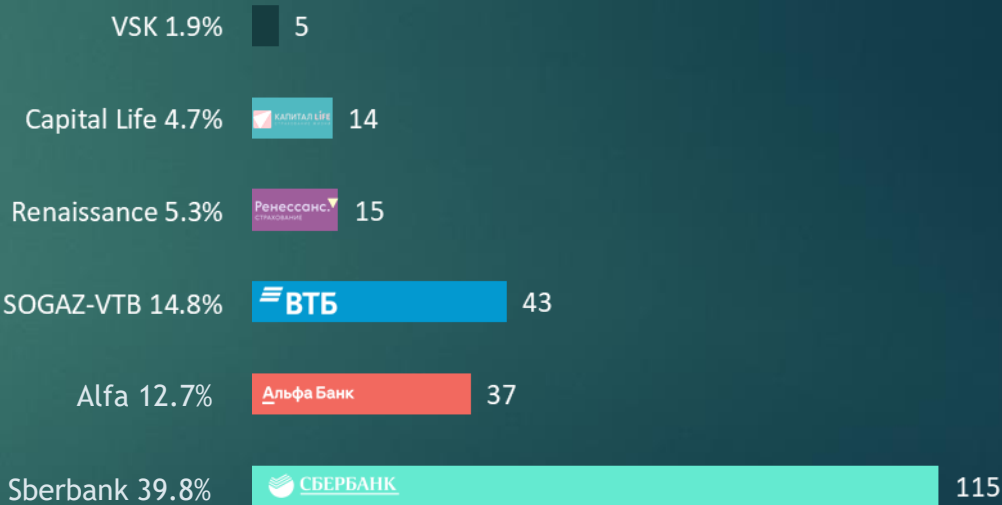 VSK 1.9% 5
Capital Life 4.7% КАПИТАЛ LIFE 14
Renaissance 5.3% Ренессанс. 15
СТРАХОВАНИЕ
SOGAZ-VTB 14.8% ВТБ 43
Alfa 12.7% Альфа Банк 37
Sberbank 39.8% СБЕРБАНК 115